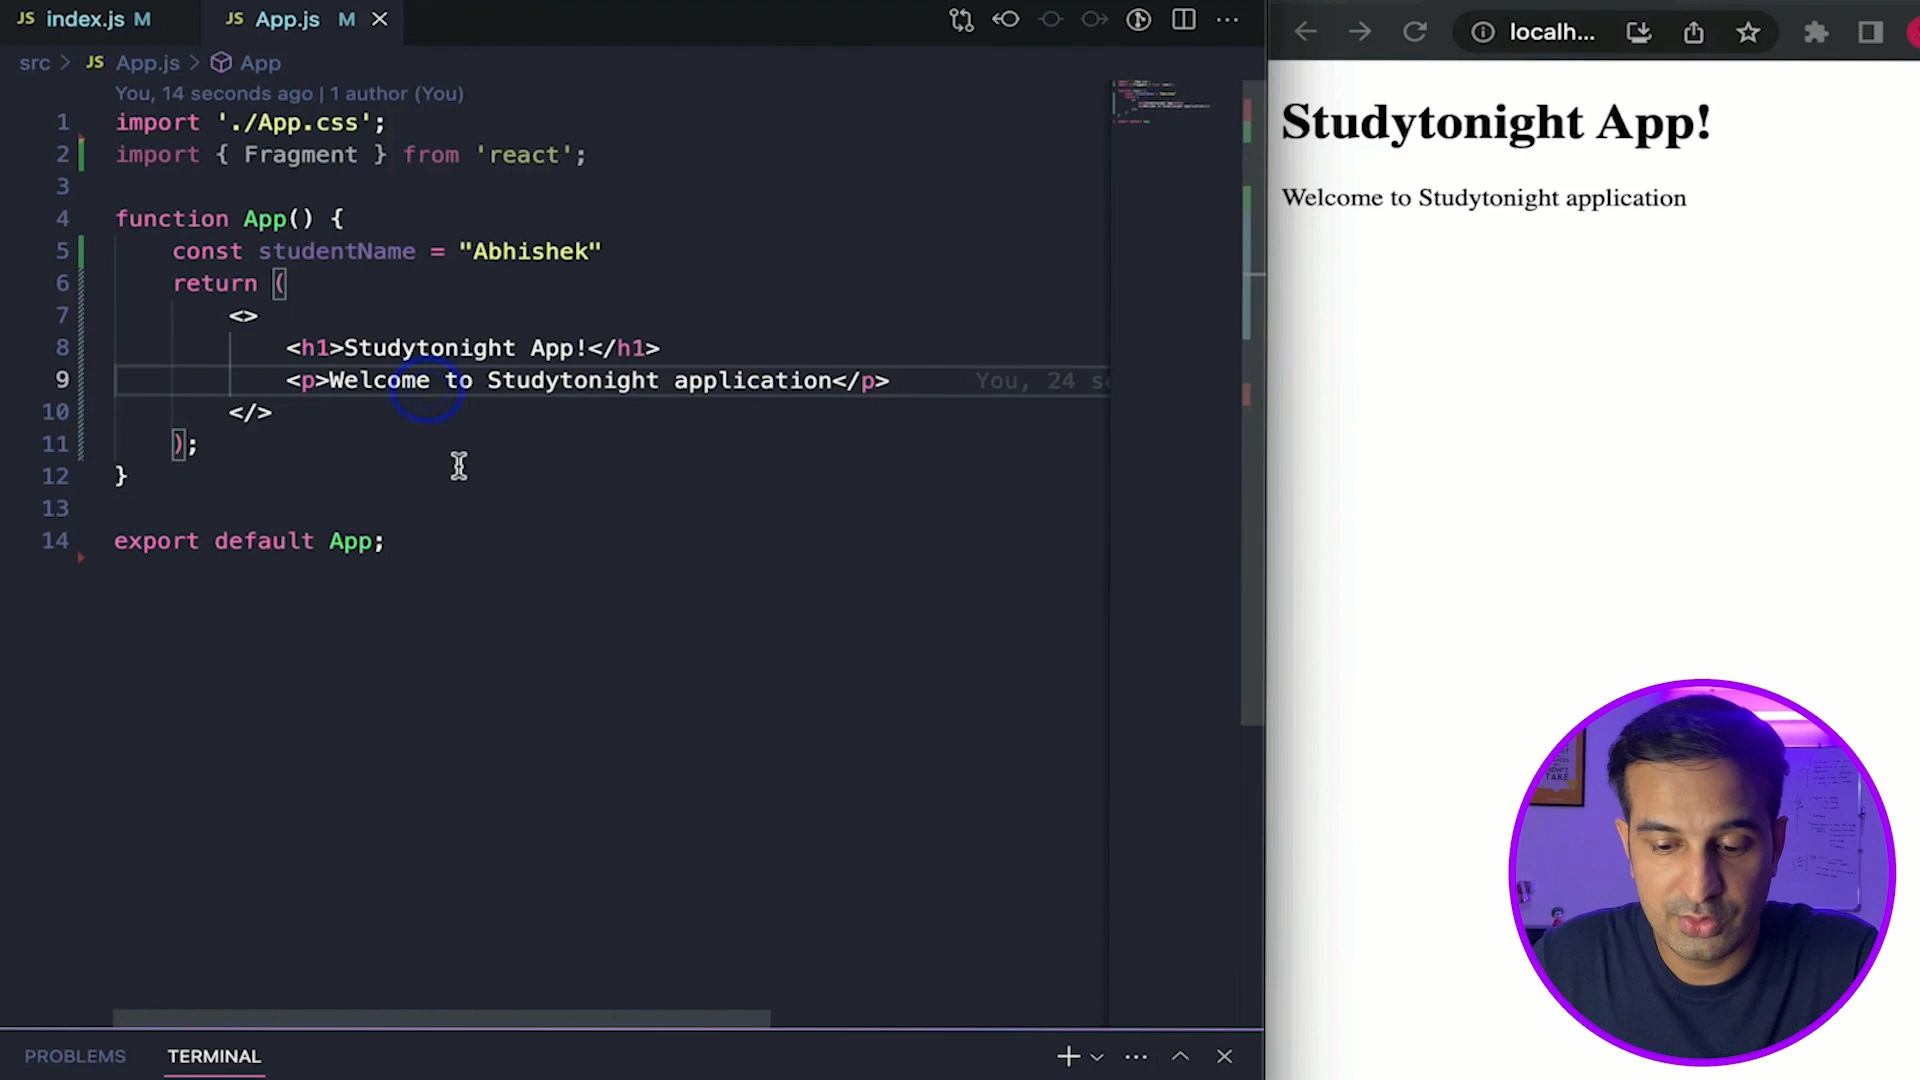 JS index.js M
JS App.js M
src > JS App.js > App
You, 14 seconds ago | 1 author (You)
1 import './App.css';
2 import { Fragment } from 'react';
3
4 function App() {
5 const studentName = "Abhishek"
6 return (
7 <>
8 <h1>Studytonight App!</h1>
9 <p>Welcome to Studytonight application</p> You, 24 se
10 </>
11 );
12 }
13
14 export default App;
PROBLEMS TERMINAL
localh...
Studytonight App!
Welcome to Studytonight application
DIDN'T
TAKE